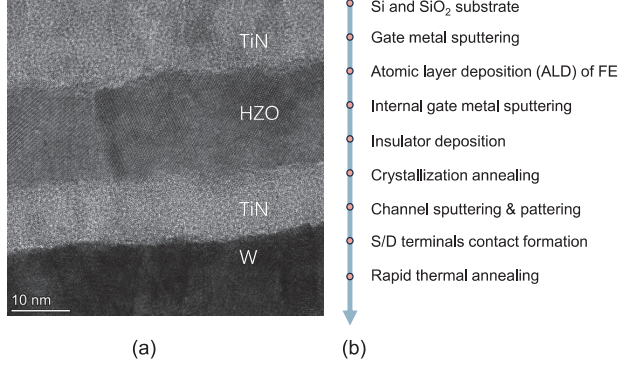 TiN
HZO
TiN
W
10 nm
(a)
Si and SiO₂ substrate
Gate metal sputtering
Atomic layer deposition (ALD) of FE
Internal gate metal sputtering
Insulator deposition
Crystallization annealing
Channel sputtering & pattering
S/D terminals contact formation
Rapid thermal annealing
(b)